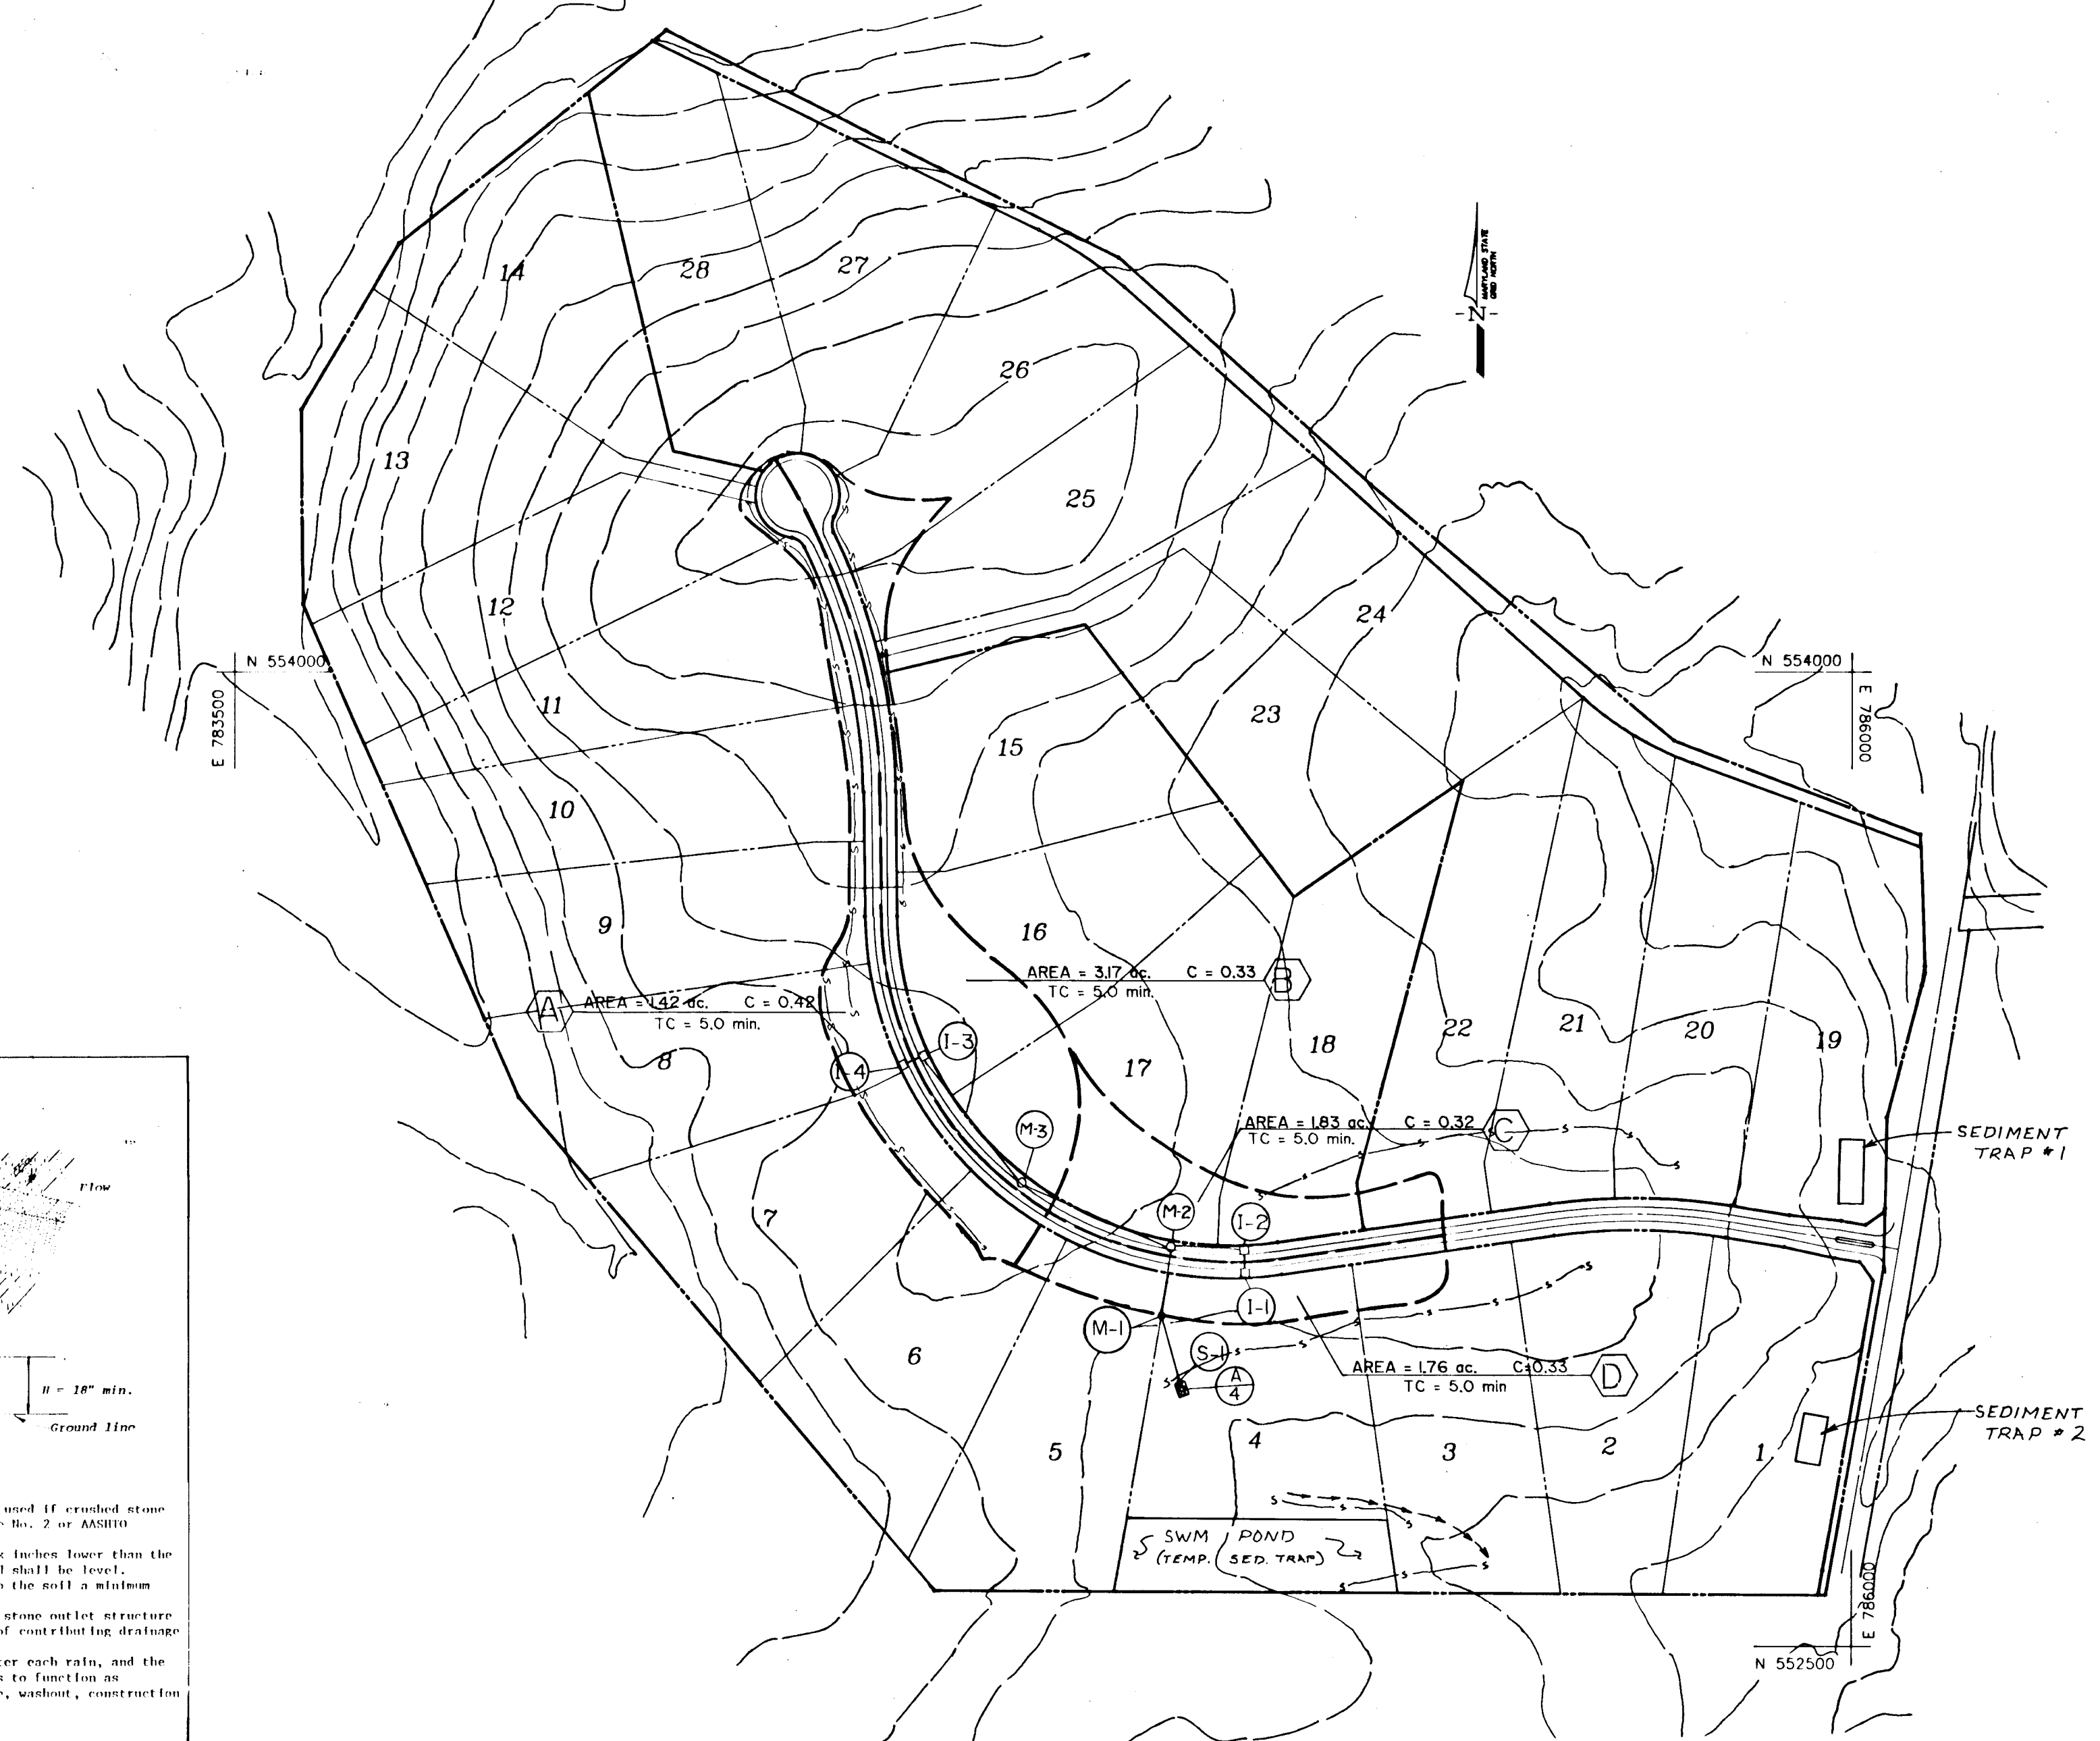 MARYLAND STATE
GRID NORTH
-N-
14
28
27
26
13
25
12
24
N 554000
E 783500
N 554000
E 786000
11
23
15
10
9
16
AREA = 3.17 ac. C = 0.33
TC = 5.0 min.
B
A
AREA = 1.42 ac. C = 0.42
TC = 5.0 min.
22
21
20
19
18
17
8
I-3
I-4
M-3
AREA = 1.83 ac. C = 0.32
TC = 5.0 min.
C
SEDIMENT
TRAP #1
Flow
7
M-2
I-2
I-1
M-1
6
S-1
A
4
AREA = 1.76 ac. C=0.33
TC = 5.0 min
D
H = 18" min.
Ground line
SEDIMENT
TRAP #2
5
4
3
2
1
used if crushed stone
No. 2 or AASHTO
inches lower than the
shall be level.
the soil a minimum
stone outlet structure
of contributing drainage
each rain, and the
to function as
washout, construction
S SWM POND
(TEMP. SED. TRAP)
E 786000
N 552500